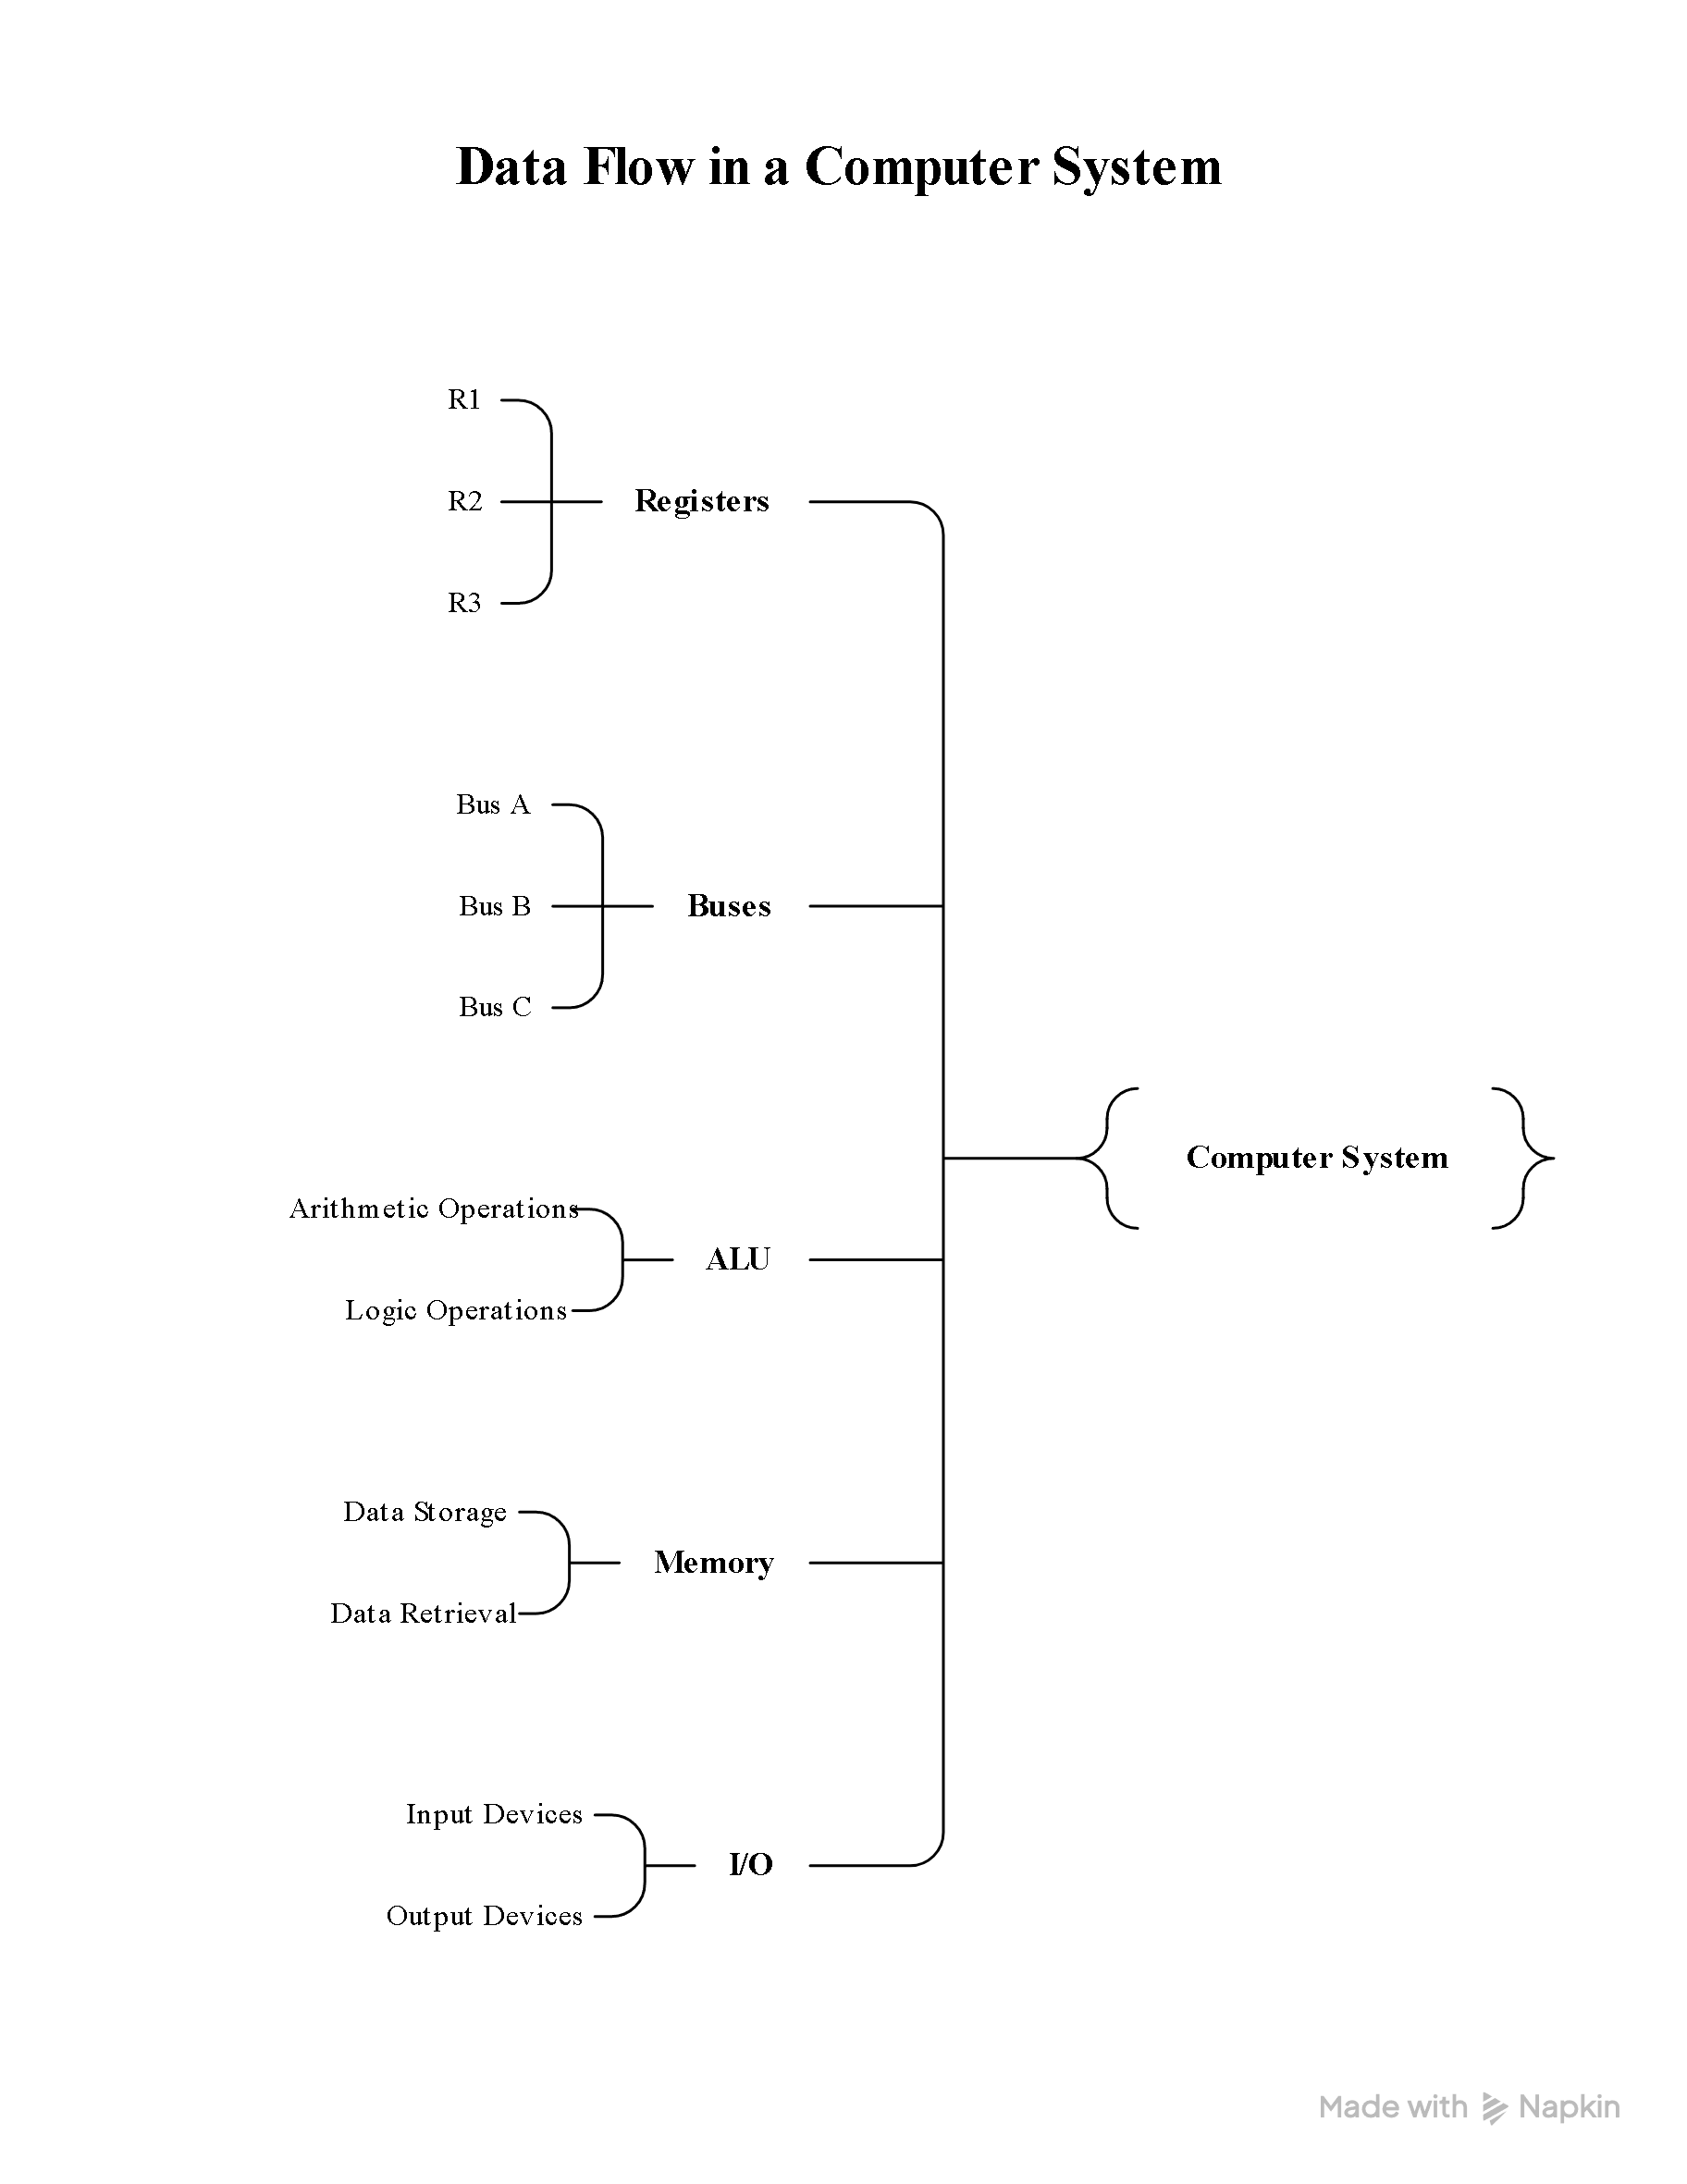 Data Flow in a Computer System
R1
R2
Registers
R3
Bus A
Bus B
Buses
Bus C
Computer System
Arithmetic Operations
ALU
Logic Operations
Data Storage
Memory
Data Retrieval
Input Devices
I/O
Output Devices
Made with Napkin